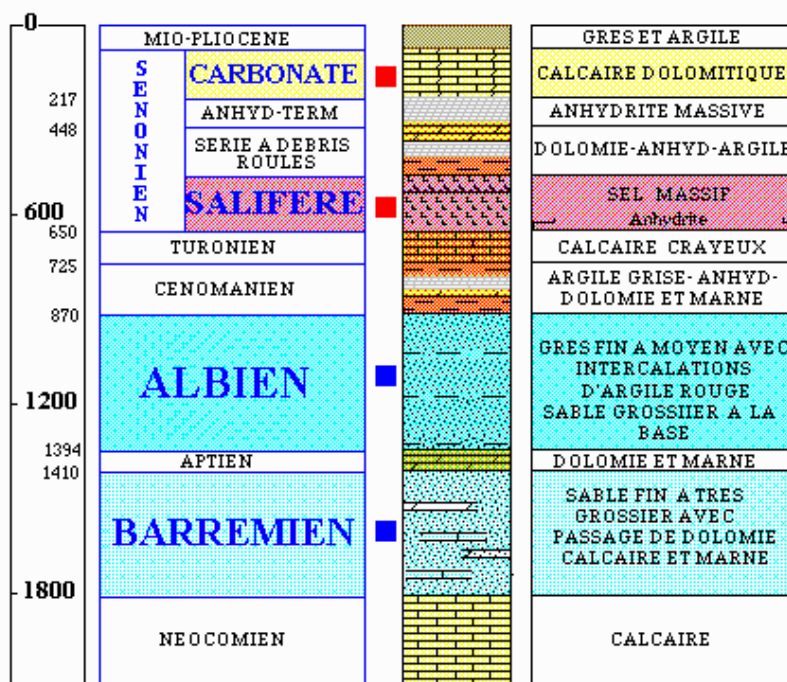 0
217
448
600
650
725
870
1200
1394
1410
1800
MIO-PLIOCENE
SENONIEN
CARBONATE
ANHYD-TERM
SERIE A DEBRIS
ROULES
SALIFERE
TURONIEN
CENOMANIEN
ALBIEN
APTIEN
BARREMIEN
NEOCOMIEN
GRES ET ARGILE
CALCAIRE DOLOMITIQUE
ANHYDRITE MASSIVE
DOLOMIE-ANHYD-ARGILE
SEL MASSIF
Anhydrite
CALCAIRE CRAYEUX
ARGILE GRISE-ANHYD-
DOLOMIE ET MARNE
GRES FIN A MOYEN AVEC
INTERCALATIONS
D'ARGILE ROUGE
SABLE GROSSIIER A LA
BASE
DOLOMIE ET MARNE
SABLE FIN A TRES
GROSSIER AVEC
PASSAGE DE DOLOMIE
CALCAIRE ET MARNE
CALCAIRE